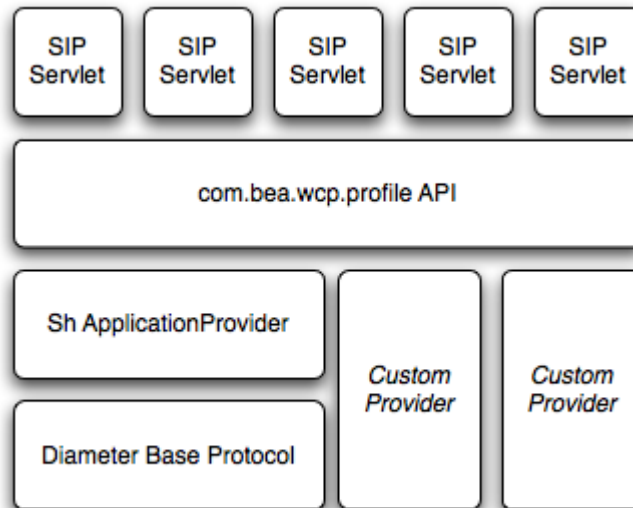 SIP
Servlet
SIP
Servlet
SIP
Servlet
SIP
Servlet
SIP
Servlet
com.bea.wcp.profile API
Sh ApplicationProvider
Custom
Provider
Custom
Provider
Diameter Base Protocol